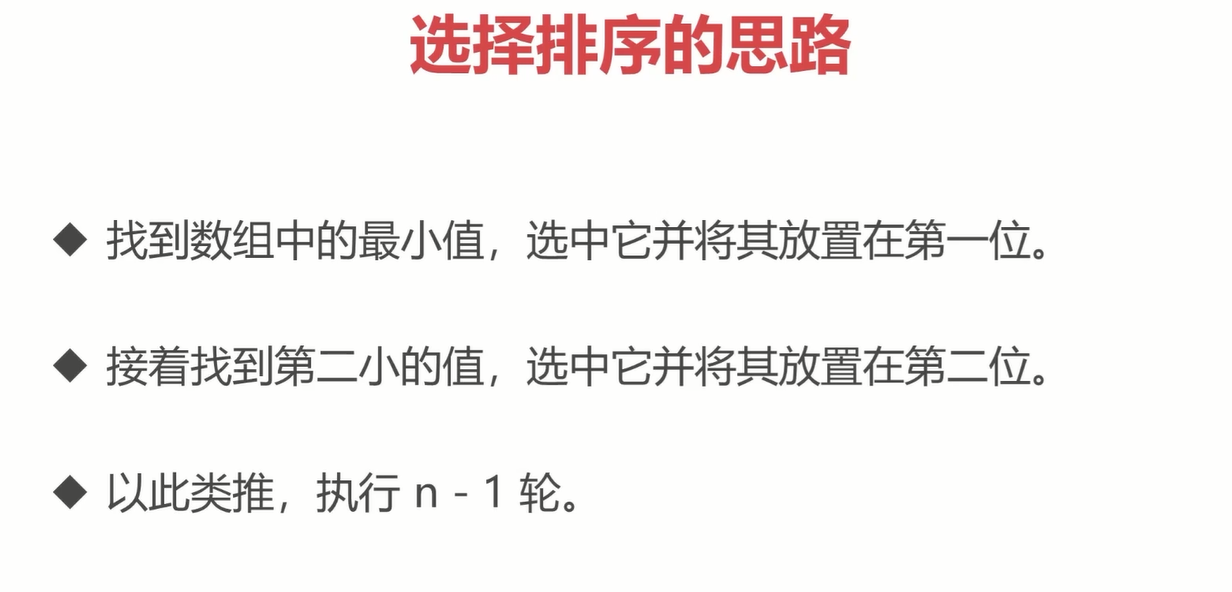 选择排序的思路
◆ 找到数组中的最小值，选中它并将其放置在第一位。
◆ 接着找到第二小的值，选中它并将其放置在第二位。
◆ 以此类推，执行 n - 1 轮。